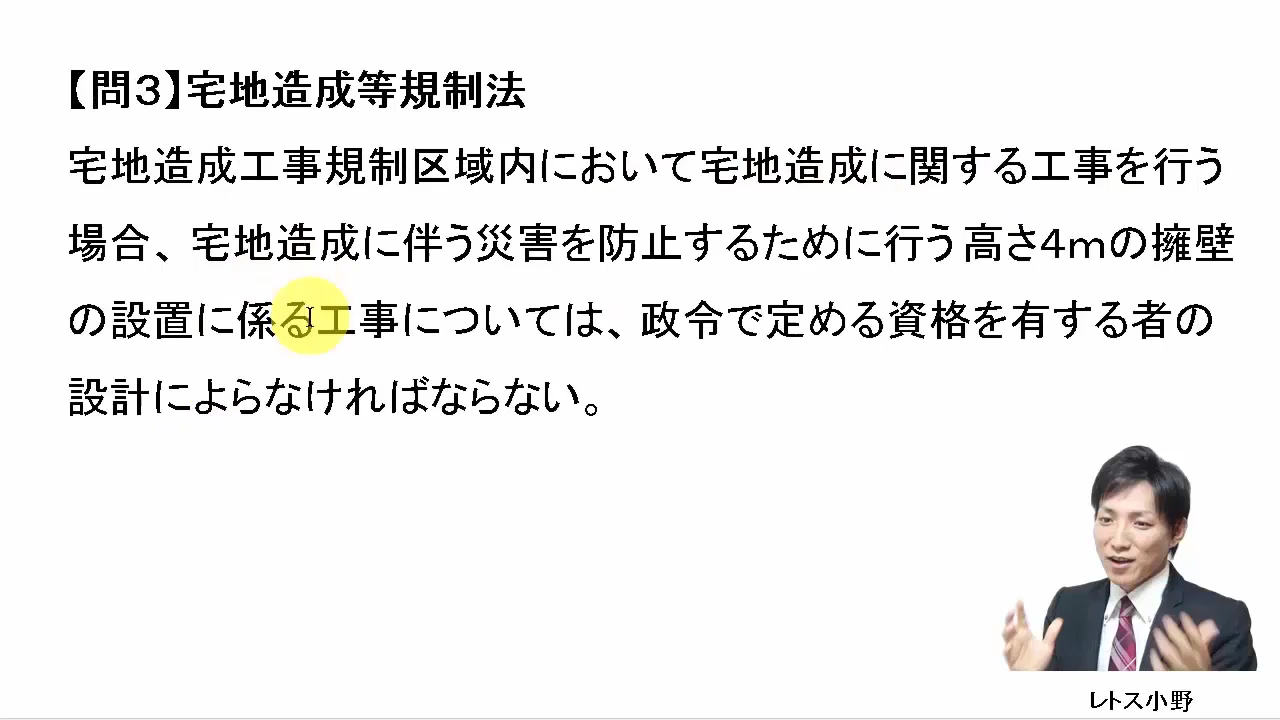 【問３】宅地造成等規制法
宅地造成工事規制区域内において宅地造成に関する工事を行う
場合、宅地造成に伴う災害を防止するために行う高さ４ｍの擁壁
の設置に係る工事については、政令で定める資格を有する者の
設計によらなければならない。
レトス小野